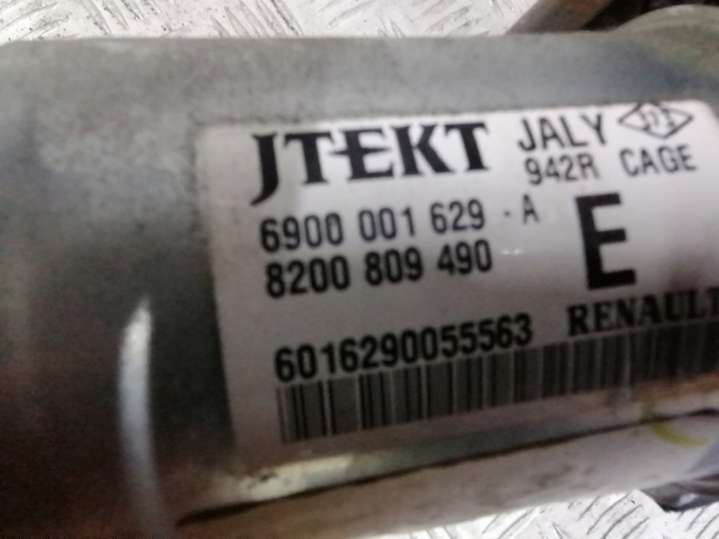 JTEKT JALY
942R CAGE
6900 001 629 - A
8200 809 490
E
6016290055563 RENAULT